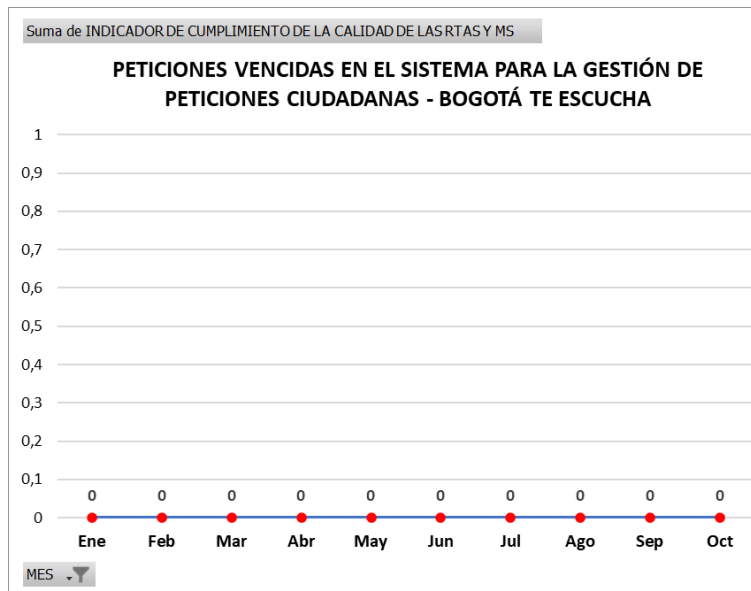 Suma de INDICADOR DE CUMPLIMIENTO DE LA CALIDAD DE LAS RTAS Y MS
PETICIONES VENCIDAS EN EL SISTEMA PARA LA GESTIÓN DE
PETICIONES CIUDADANAS - BOGOTÁ TE ESCUCHA
1
0,9
0,8
0,7
0,6
0,5
0,4
0,3
0,2
0,1
0 0 0 0 0 0 0 0 0 0
0
Ene Feb Mar Abr May Jun Jul Ago Sep Oct
MES